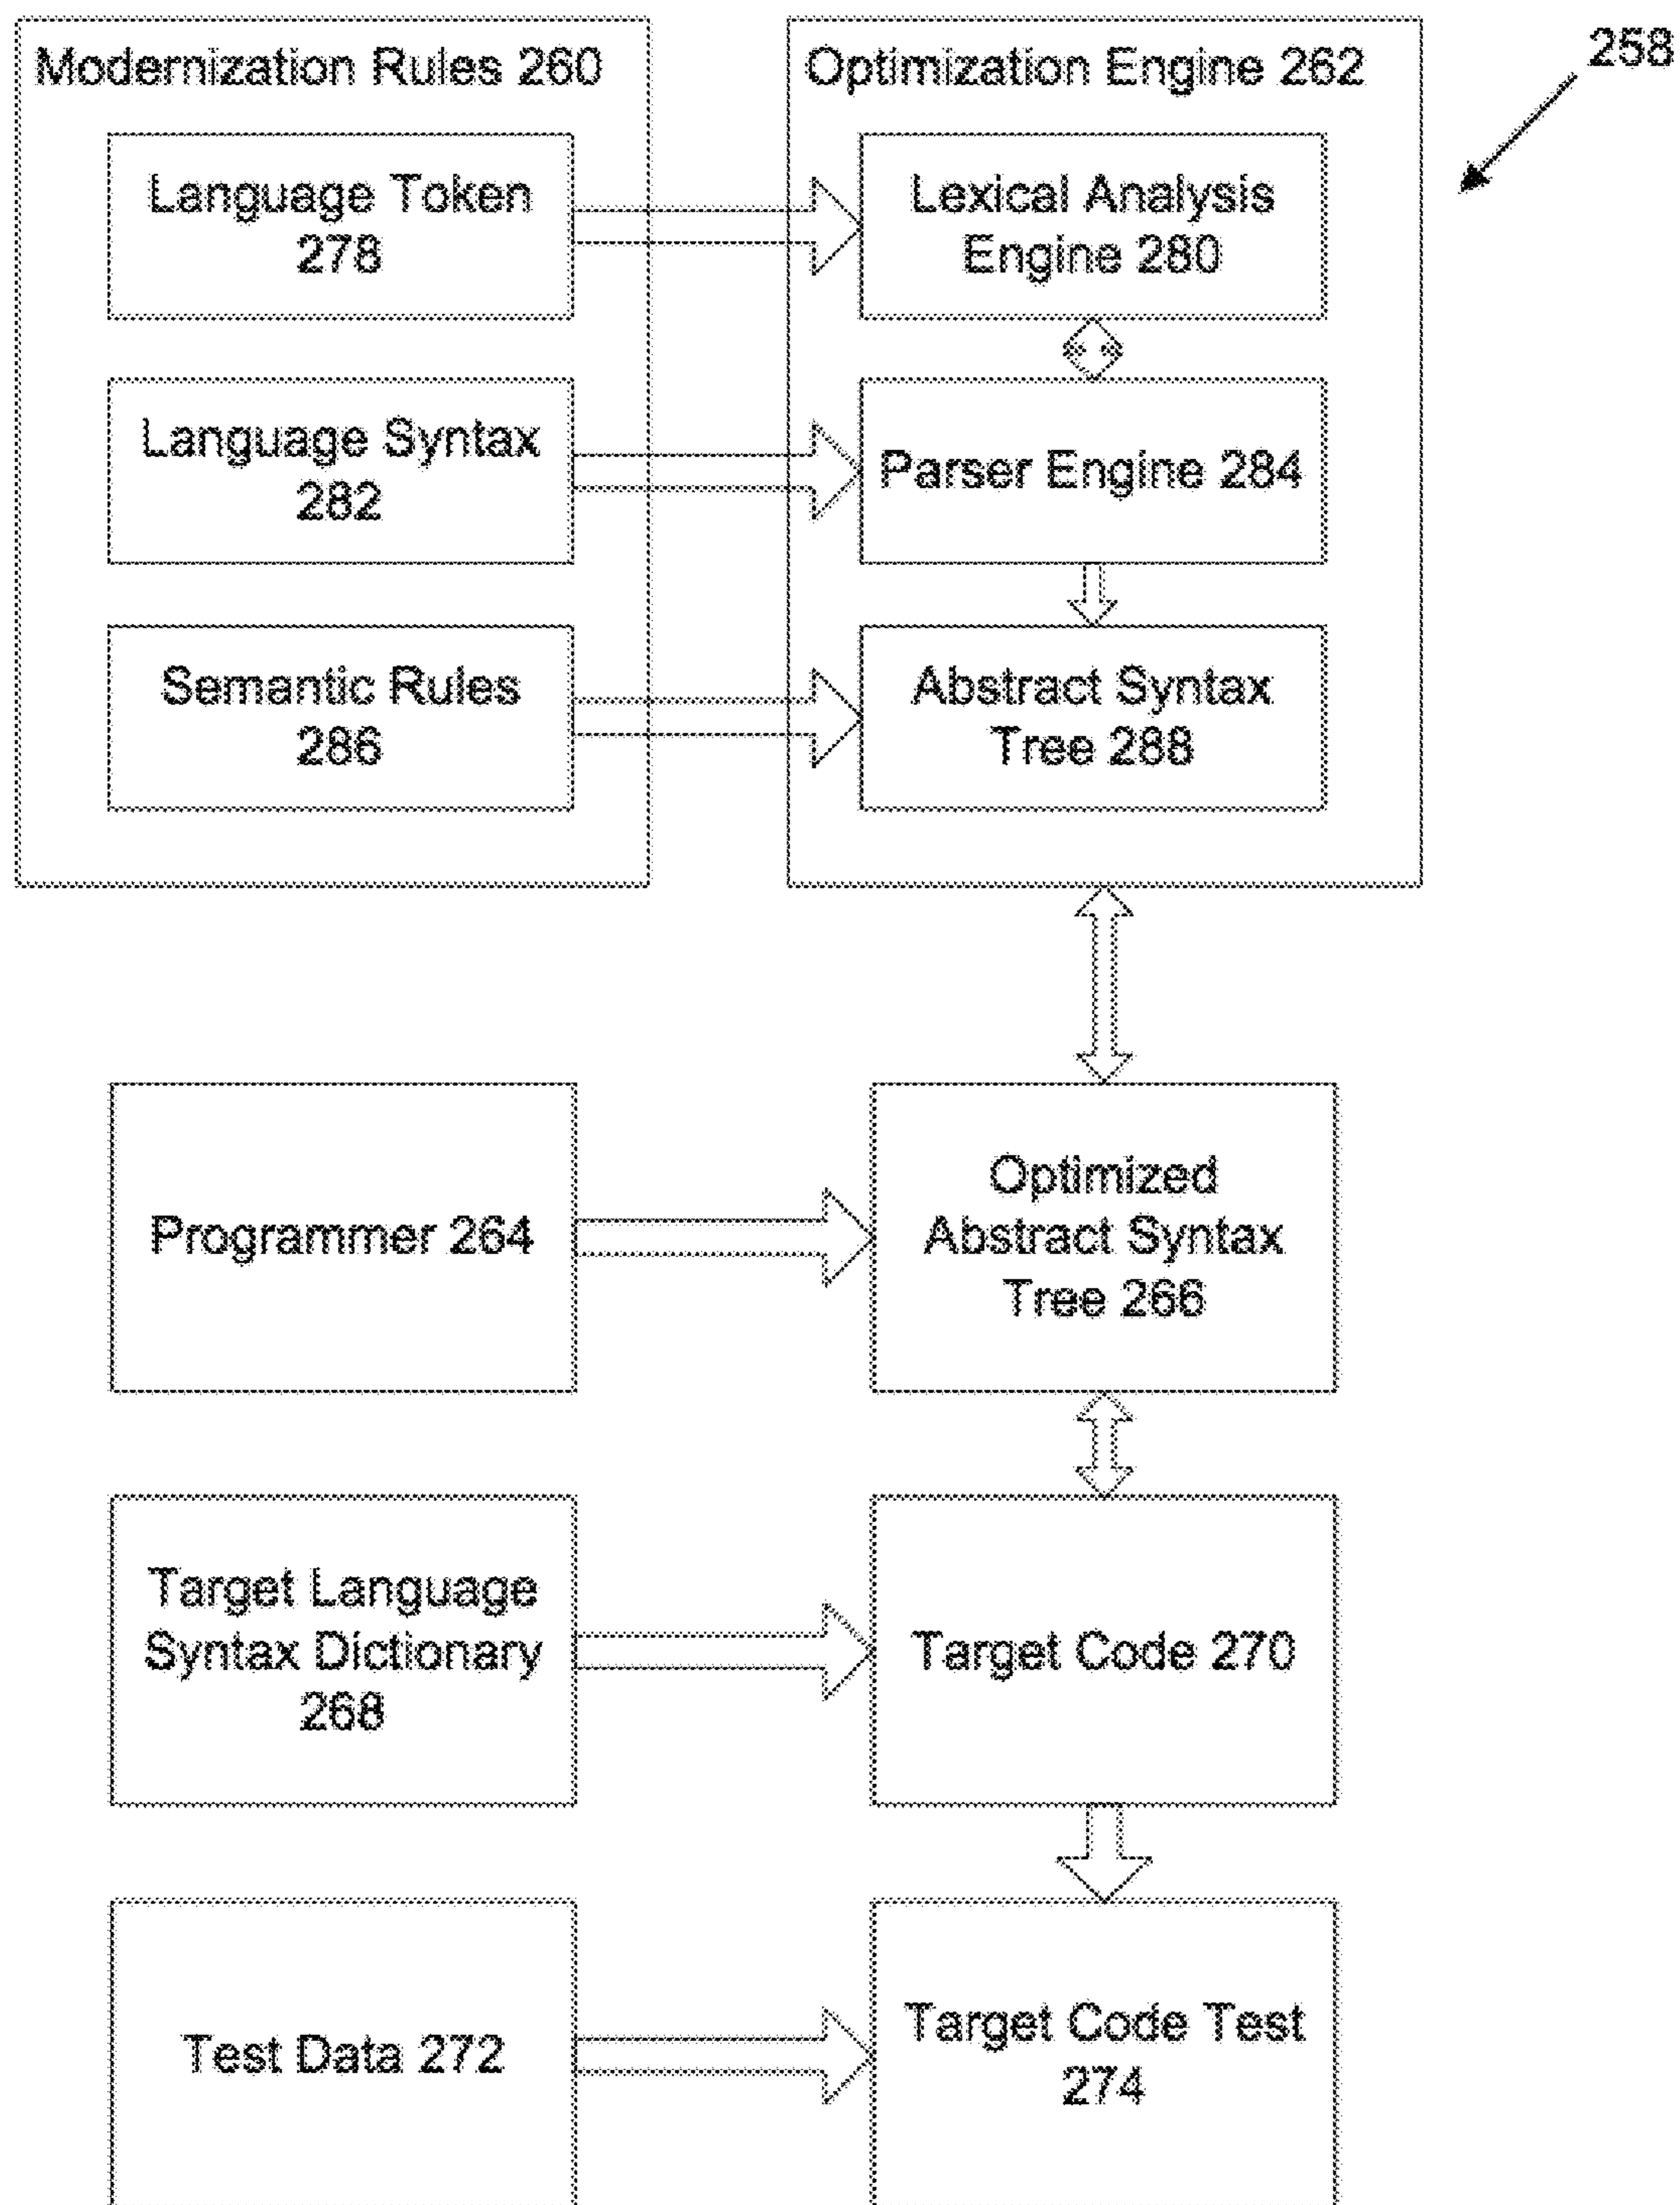 Modernization Rules 260
Optimization Engine 262
258
Language Token
278
Lexical Analysis
Engine 280
Language Syntax
282
Parser Engine 284
Semantic Rules
286
Abstract Syntax
Tree 288
Programmer 264
Optimized
Abstract Syntax
Tree 266
Target Language
Syntax Dictionary
268
Target Code 270
Test Data 272
Target Code Test
274